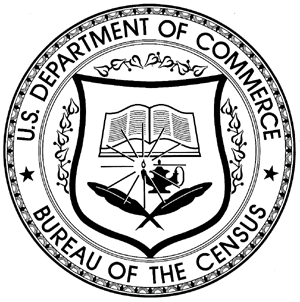 U.S. DEPARTMENT OF COMMERCE
BUREAU OF THE CENSUS